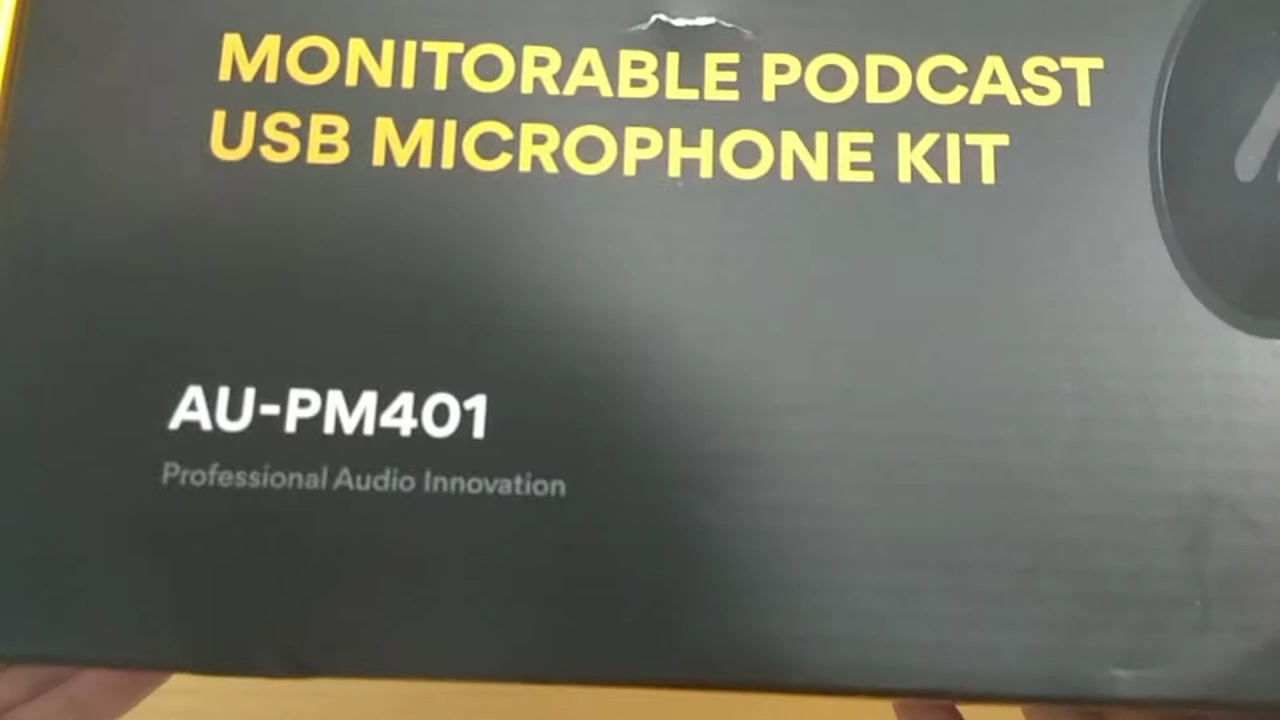 MONITORABLE PODCAST
USB MICROPHONE KIT
AU-PM401
Professional Audio Innovation